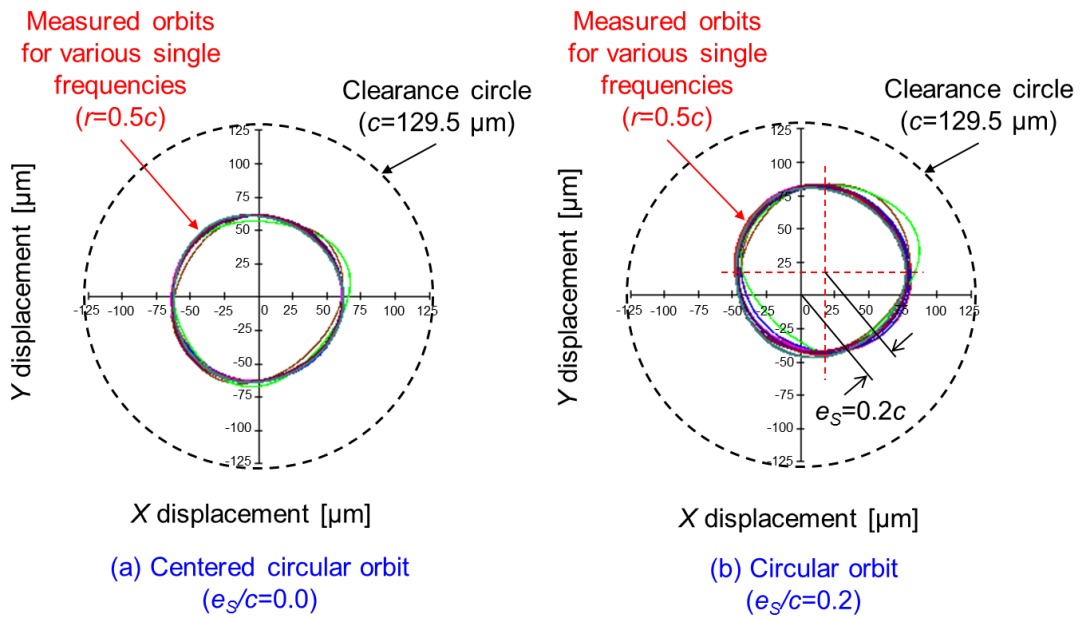 Measured orbits
for various single
frequencies
(r=0.5c)
Clearance circle
(c=129.5 µm)
Y displacement [µm]
125
100
75
50
25
-25
-50
-75
-100
-125
-125 -100 -75 -50 -25 25 50 75 100 125
X displacement [µm]
(a) Centered circular orbit
(eS/c=0.0)
Measured orbits
for various single
frequencies
(r=0.5c)
Clearance circle
(c=129.5 µm)
Y displacement [µm]
125
100
75
50
25
-25
-50
-75
-100
-125
-125 -100 -75 -50 -25 25 50 75 100 125
eS=0.2c
X displacement [µm]
(b) Circular orbit
(eS/c=0.2)